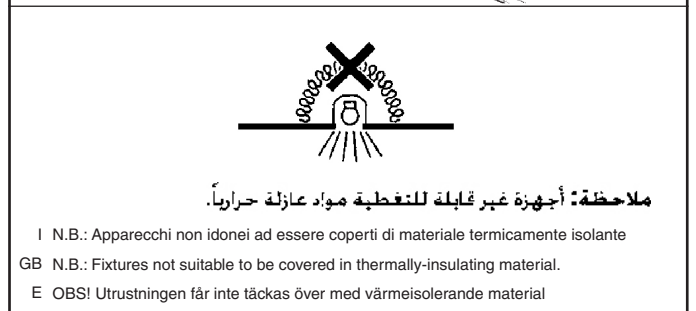 ملاحظة: أجهزة غير قابلة للتغطية مواد عازلة حرارياً.
I N.B.: Apparecchi non idonei ad essere coperti di materiale termicamente isolante
GB N.B.: Fixtures not suitable to be covered in thermally-insulating material.
E OBS! Utrustningen får inte täckas över med värmeisolerande material